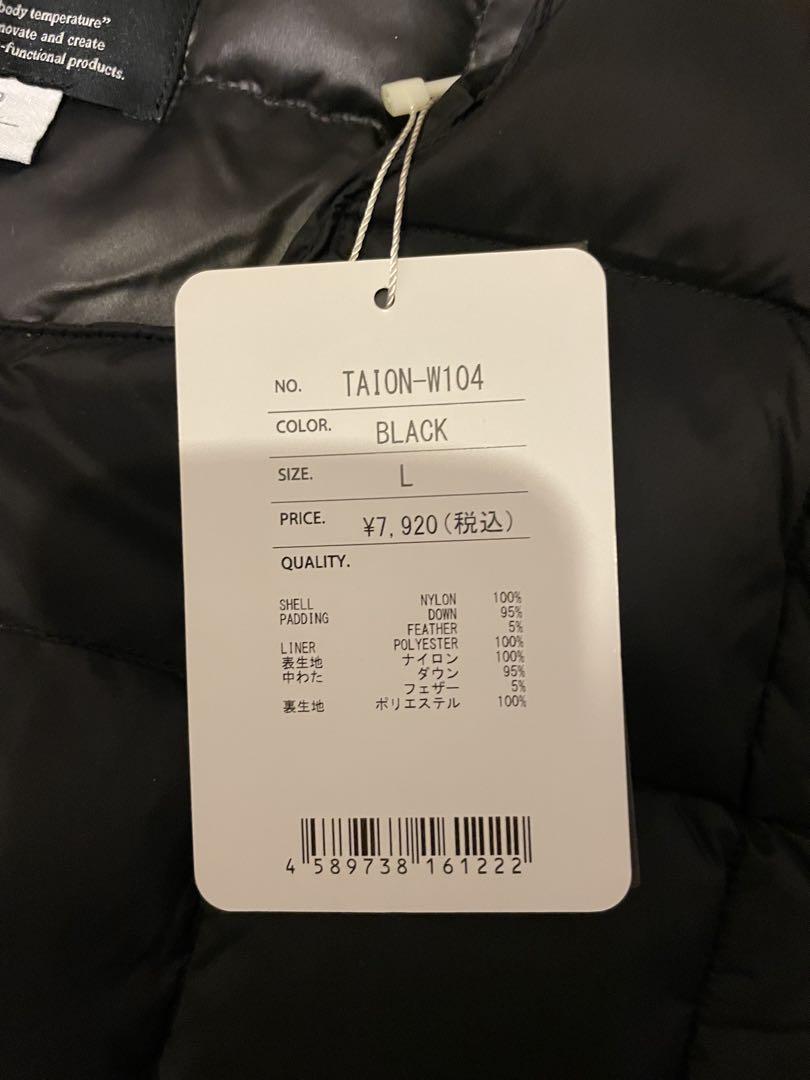 body temperature”
and create
-functional products.
NO. TAION-W104
COLOR. BLACK
SIZE. L
PRICE. ¥7,920(税込)
QUALITY.
SHELL NYLON 100%
PADDING DOWN 95%
FEATHER 5%
LINER POLYESTER 100%
表生地 ナイロン 100%
中わた ダウン 95%
フェザー 5%
裏生地 ポリエステル 100%
4 589738 161222